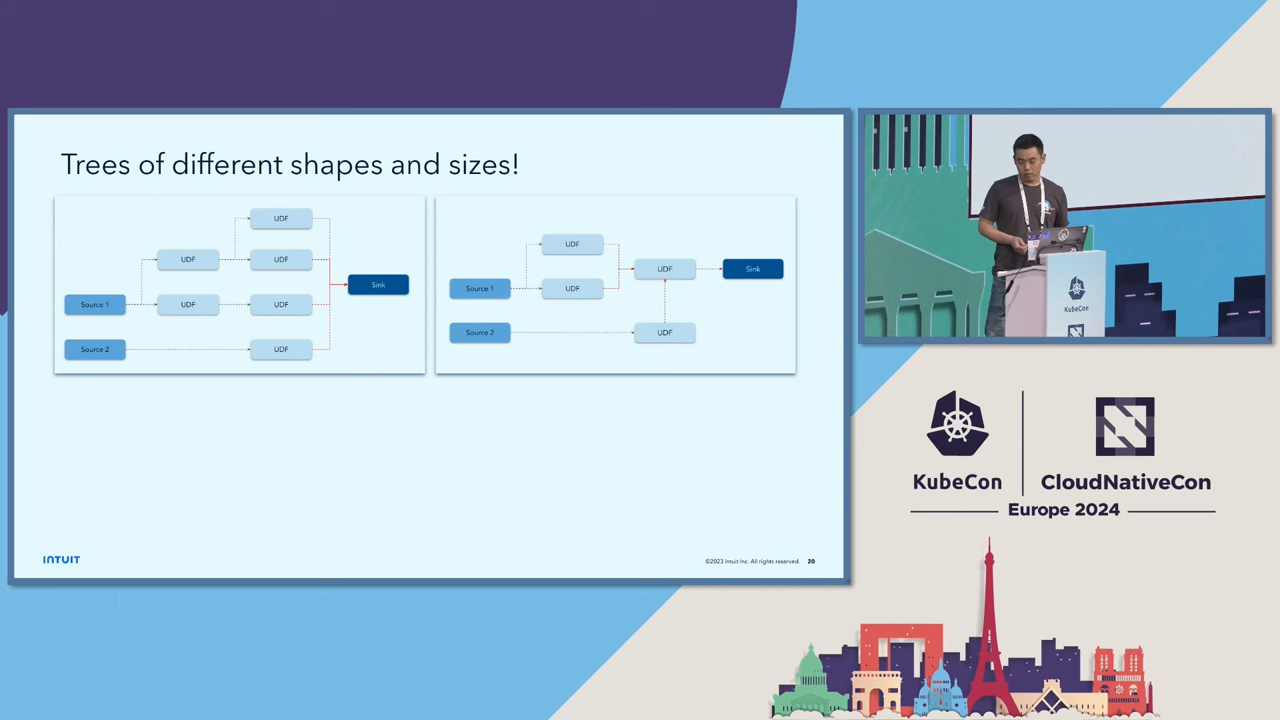 Trees of different shapes and sizes!
UDF
UDF
UDF
Source 1
UDF
UDF
Sink
Source 2
UDF
UDF
Source 1
UDF
UDF
Sink
Source 2
UDF
INTUIT
©2023 Intuit Inc. All rights reserved. 20
KubeCon
KubeCon
CloudNativeCon
Europe 2024